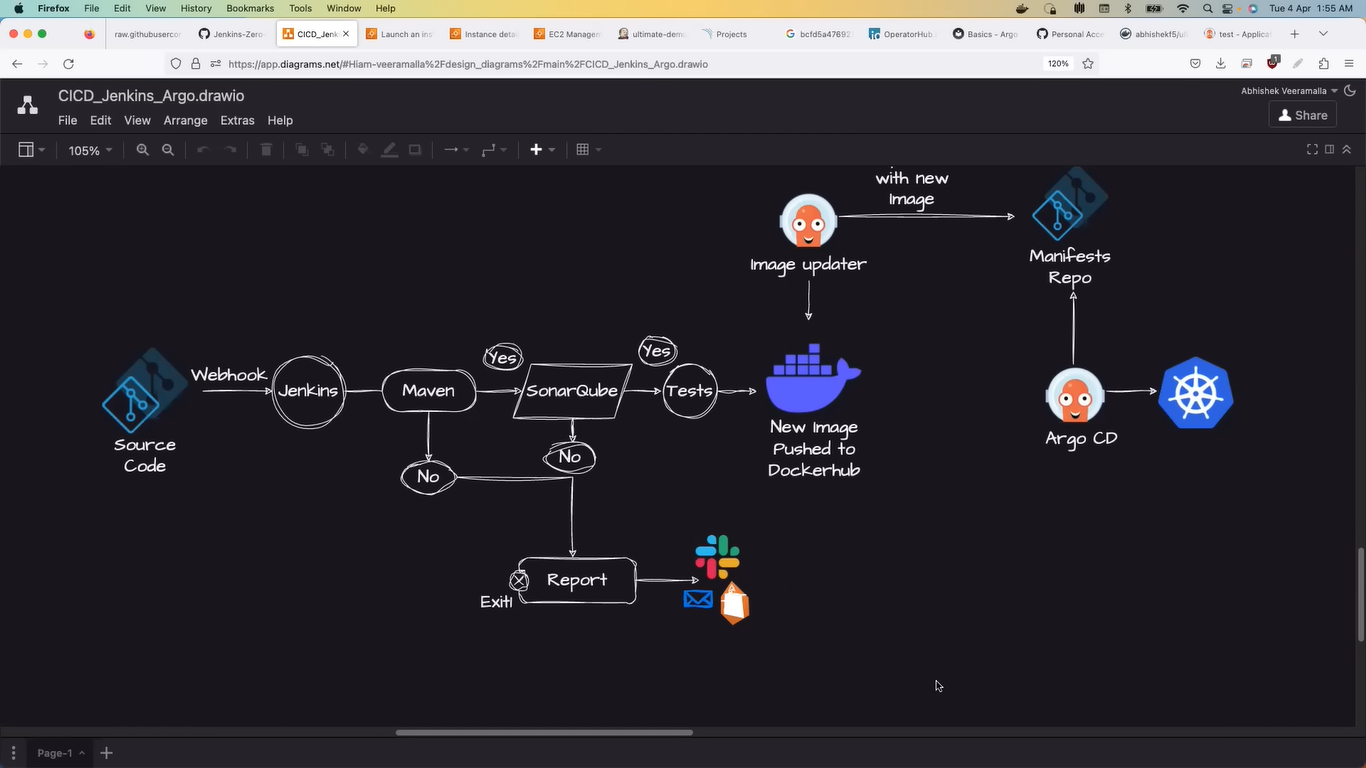 Firefox File Edit View History Bookmarks Tools Window Help
Tue 4 Apr 1:55 AM
raw.githubuserco
Jenkins-Zero-
CICD_Jenk
Launch an ins
Instance detai
EC2 Managem
ultimate-demo
Projects
bcfd5a47692
OperatorHub.
Basics - Argo
Personal Acce
abhishekf5/ul
test - Applica
https://app.diagrams.net/#Hiam-veeramalla%2Fdesign_diagrams%2Fmain%2FCICD_Jenkins_Argo.drawio
120%
1
CICD_Jenkins_Argo.drawio
Abhishek Veeramalla
File Edit View Arrange Extras Help
Share
105%
with new
Image
Image updater
Manifests
Repo
Yes
Yes
Webhook
Jenkins
Maven
SonarQube
Tests
Source
Code
No
No
New Image
Pushed to
Dockerhub
Argo CD
Report
Exit!
Page-1